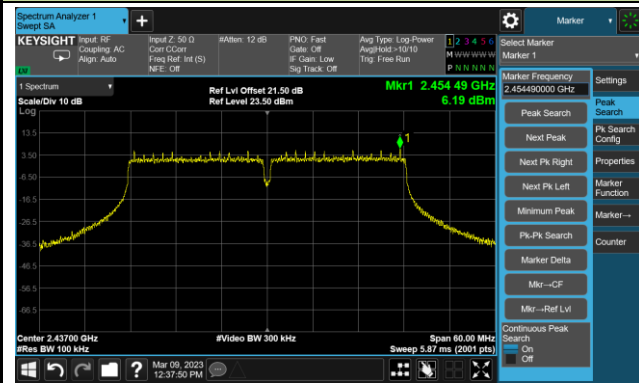 Spectrum Analyzer 1
Swept SA
+
Marker
KEYSIGHT
Input: RF
Coupling: AC
Align: Auto
Input Z: 50 Ω
Corr CCorr
Freq Ref: Int (S)
NFE: Off
#Atten: 12 dB
PNO: Fast
Gate: Off
IF Gain: Low
Sig Track: Off
Avg Type: Log-Power
Avg|Hold:>10/10
Trig: Free Run
1 2 3 4 5 6
M W W W W W
P N N N N N
LXI
Select Marker
Marker 1
1 Spectrum
Scale/Div 10 dB
Log
Ref Lvl Offset 21.50 dB
Ref Level 23.50 dBm
Mkr1 2.454 49 GHz
6.19 dBm
1
13.5
3.50
-6.50
-16.5
-26.5
-36.5
-46.5
-56.5
-66.5
Center 2.43700 GHz
#Res BW 100 kHz
#Video BW 300 kHz
Span 60.00 MHz
Sweep 5.87 ms (2001 pts)
Marker Frequency
2.454490000 GHz
Peak Search
Next Peak
Next Pk Right
Next Pk Left
Minimum Peak
Pk-Pk Search
Marker Delta
Mkr→CF
Mkr→Ref Lvl
Continuous Peak
Search
On
Off
Settings
Peak
Search
Pk Search
Config
Properties
Marker
Function
Marker→
Counter
?
Mar 09, 2023
12:37:50 PM